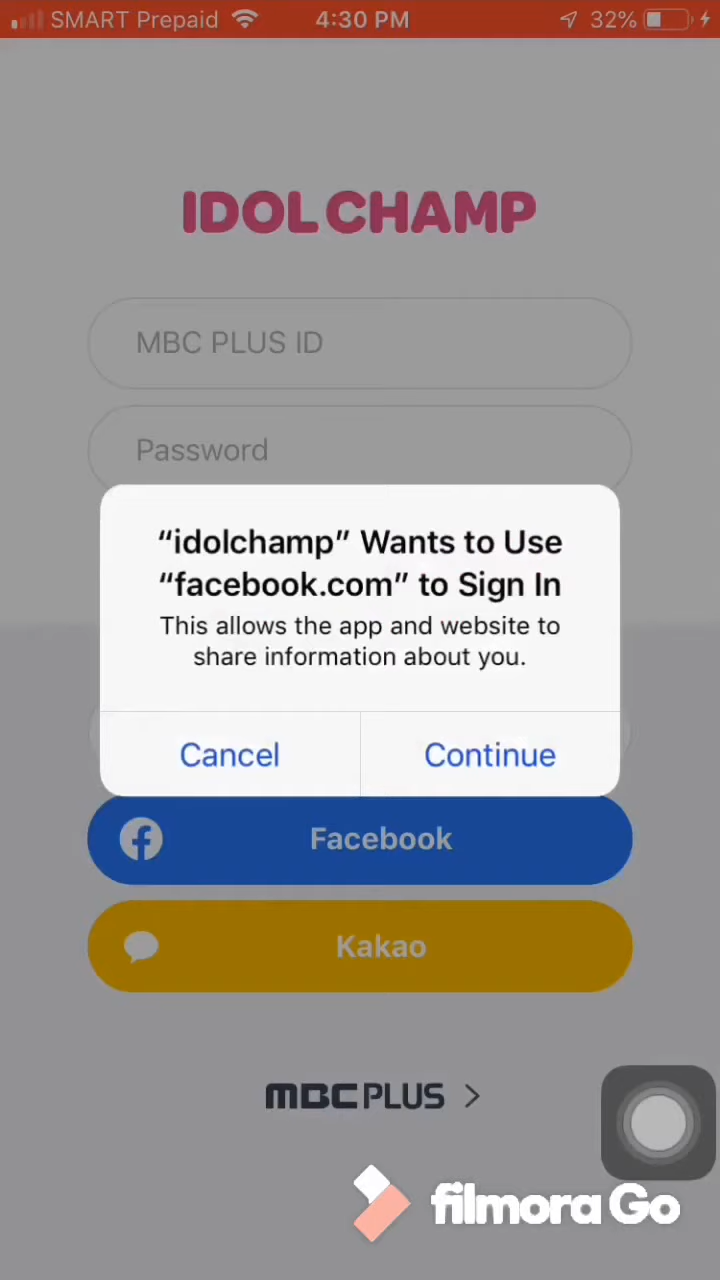 SMART Prepaid 4:30 PM 32%
IDOL CHAMP
MBC PLUS ID
Password
“idolchamp” Wants to Use
“facebook.com” to Sign In
This allows the app and website to
share information about you.
Cancel Continue
Facebook
Kakao
MBC PLUS >
filmora Go